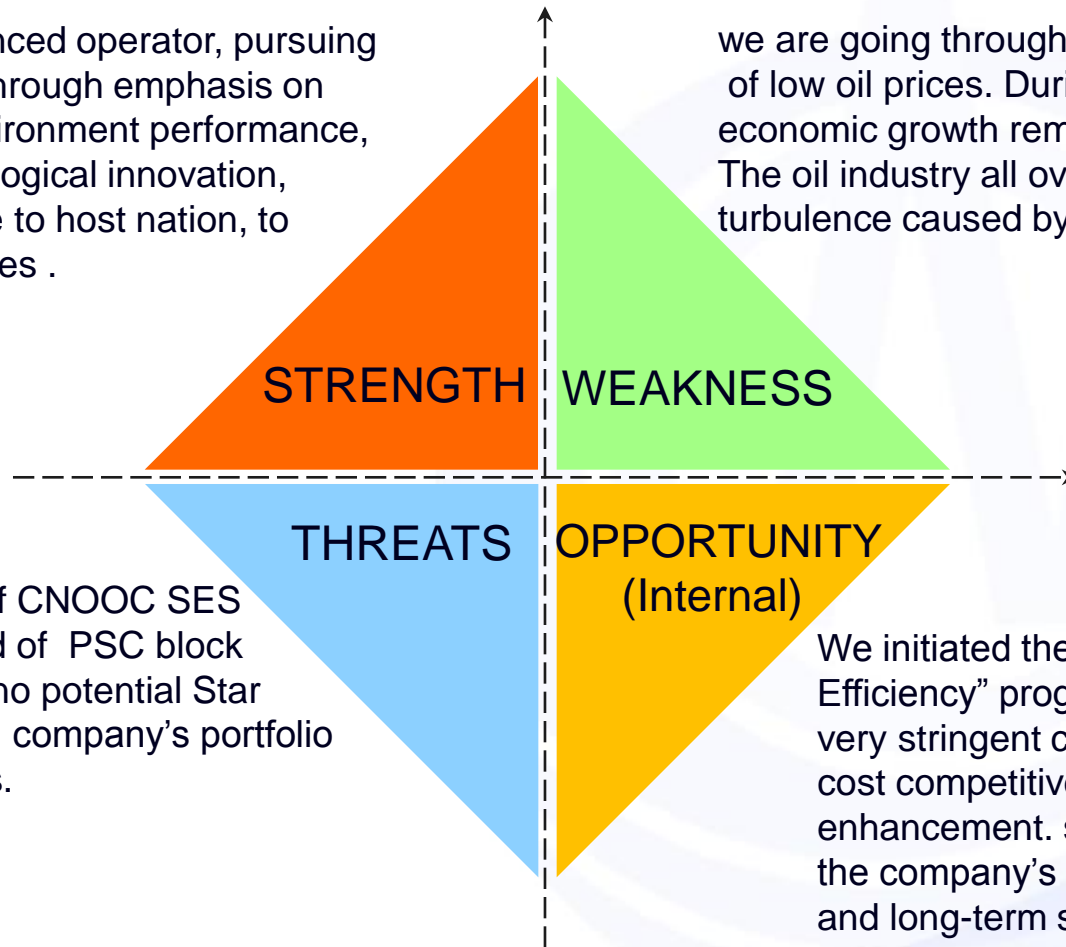 nced operator, pursuing
hrough emphasis on
ironment performance,
ogical innovation,
e to host nation, to
es .
we are going through
of low oil prices. Duri
economic growth rem
The oil industry all ov
turbulence caused by
STRENGTH
WEAKNESS
THREATS
OPPORTUNITY
(Internal)
f CNOOC SES
d of PSC block
no potential Star
company’s portfolio
s.
We initiated the
Efficiency” prog
very stringent c
cost competitive
enhancement. s
the company’s
and long-term s